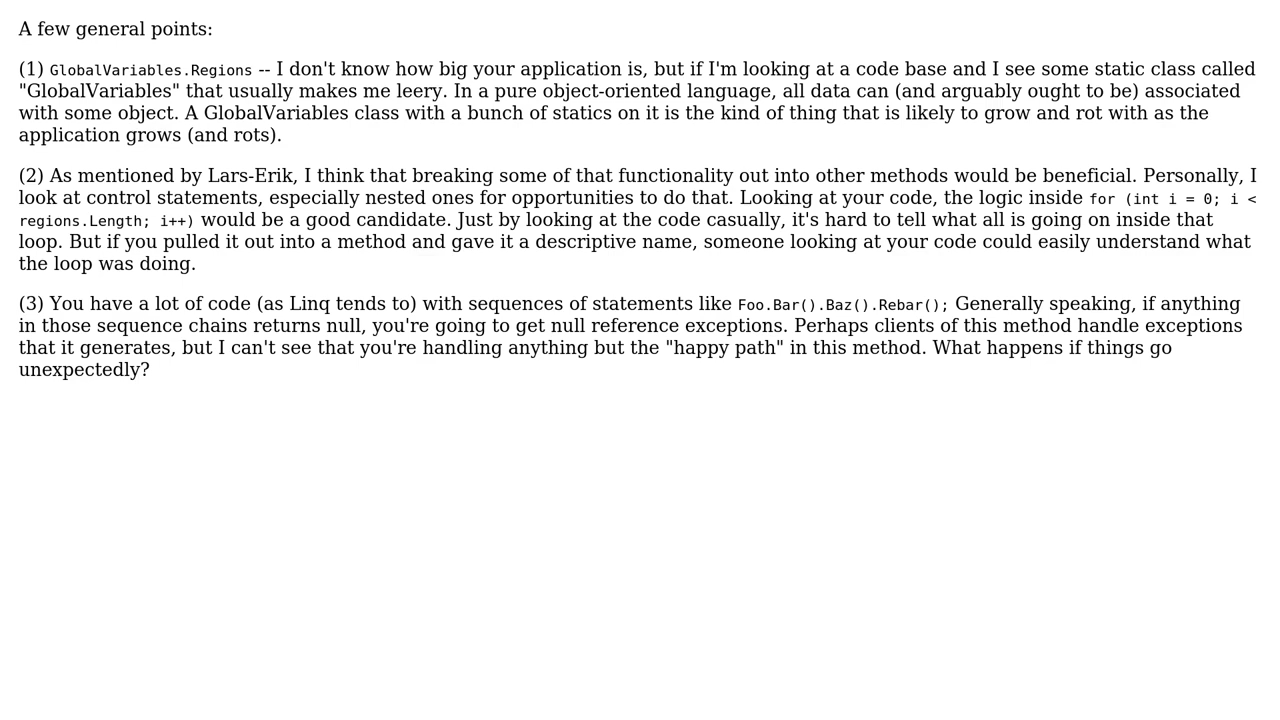 A few general points:
(1) GlobalVariables.Regions -- I don't know how big your application is, but if I'm looking at a code base and I see some static class called
"GlobalVariables" that usually makes me leery. In a pure object-oriented language, all data can (and arguably ought to be) associated
with some object. A GlobalVariables class with a bunch of statics on it is the kind of thing that is likely to grow and rot with as the
application grows (and rots).
(2) As mentioned by Lars-Erik, I think that breaking some of that functionality out into other methods would be beneficial. Personally, I
look at control statements, especially nested ones for opportunities to do that. Looking at your code, the logic inside for (int i = 0; i <
regions.Length; i++) would be a good candidate. Just by looking at the code casually, it's hard to tell what all is going on inside that
loop. But if you pulled it out into a method and gave it a descriptive name, someone looking at your code could easily understand what
the loop was doing.
(3) You have a lot of code (as Linq tends to) with sequences of statements like Foo.Bar().Baz().Rebar(); Generally speaking, if anything
in those sequence chains returns null, you're going to get null reference exceptions. Perhaps clients of this method handle exceptions
that it generates, but I can't see that you're handling anything but the "happy path" in this method. What happens if things go
unexpectedly?